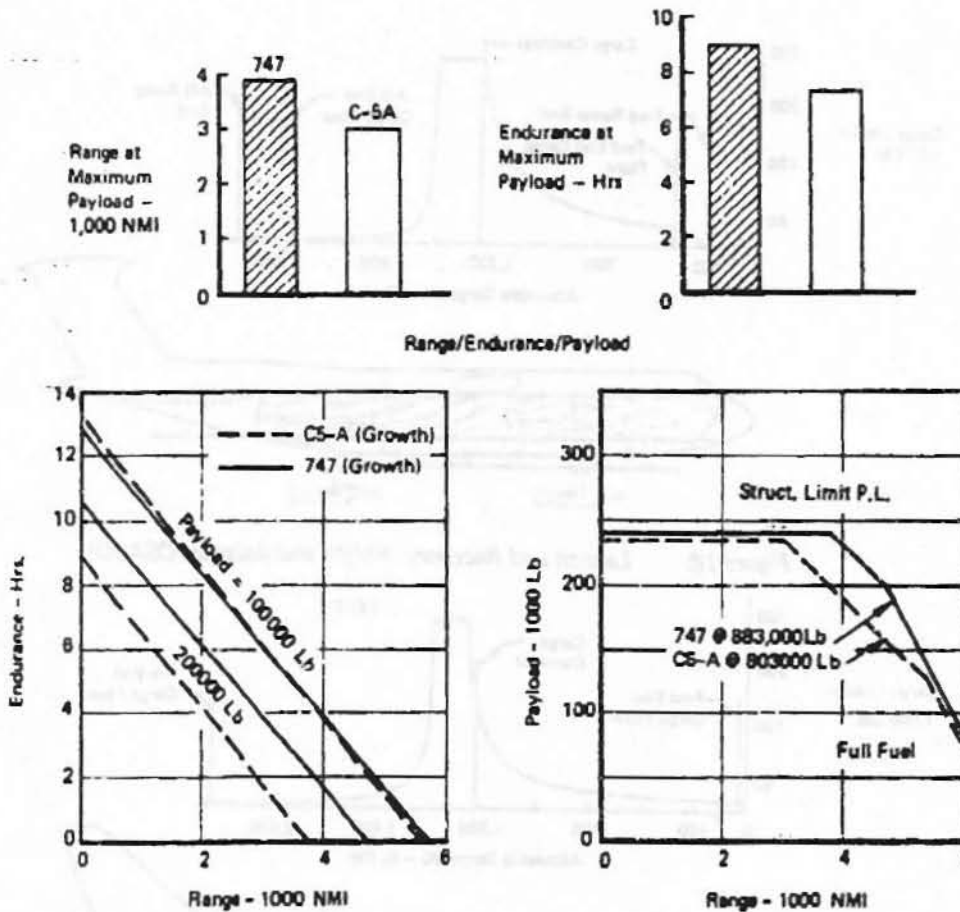 4
3
2
1
0
747
C-5A
Range at
Maximum
Payload –
1,000 NMI
10
8
6
4
2
0
Endurance at
Maximum
Payload – Hrs
Range/Endurance/Payload
14
12
10
8
6
4
2
0
0
2
4
6
Endurance – Hrs.
C5-A (Growth)
747 (Growth)
Payload = 100000 Lb
200000 Lb
Range - 1000 NMI
300
200
100
0
0
2
4
Payload – 1000 Lb
Struct. Limit P.L.
747 @ 883,000 Lb
C5-A @ 803000 Lb
Full Fuel
Range - 1000 NMI